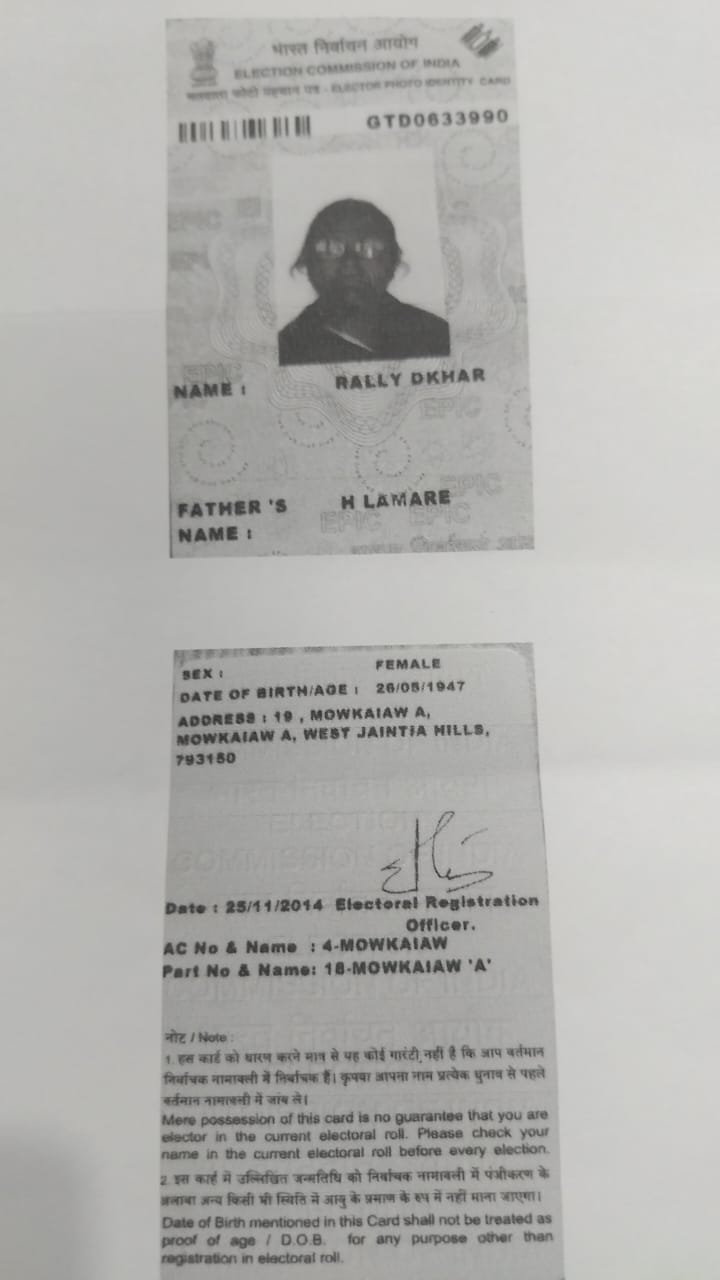 भारत निर्वाचन आयोग
ELECTION COMMISSION OF INDIA
मतदाता फोटो पहचान पत्र - ELECTOR PHOTO IDENTITY CARD
GTD0633990
NAME : RALLY DKHAR
FATHER 'S H LAMARE
NAME :
SEX : FEMALE
DATE OF BIRTH/AGE : 26/05/1947
ADDRESS : 19 , MOWKAIAW A,
MOWKAIAW A, WEST JAINTIA HILLS,
793150
Date : 25/11/2014 Electoral Registration
Officer.
AC No & Name : 4-MOWKAIAW
Part No & Name: 18-MOWKAIAW 'A'
नोट / Note :
1. इस कार्ड को धारण करने मात्र से यह कोई गारंटी नहीं है कि आप वर्तमान
निर्वाचक नामावली में निर्वाचक हैं। कृपया आपना नाम प्रत्येक चुनाव से पहले
वर्तमान नामावली में जांच ले।
Mere possession of this card is no guarantee that you are
elector in the current electoral roll. Please check your
name in the current electoral roll before every election.
2. इस कार्ड में उल्लिखित जन्मतिथि को निर्वाचक नामावली में पंजीकरण के
अलावा अन्य किसी भी स्थिति में आयु के प्रमाण के रुप में नहीं माना जाएगा।
Date of Birth mentioned in this Card shall not be treated as
proof of age / D.O.B. for any purpose other than
registration in electoral roll.